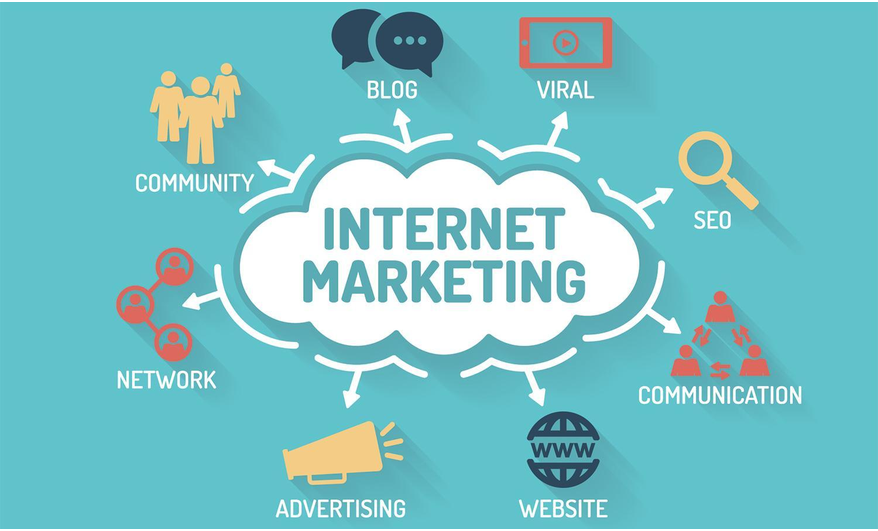 BLOG
VIRAL
COMMUNITY
SEO
INTERNET
MARKETING
NETWORK
COMMUNICATION
WWW
ADVERTISING
WEBSITE